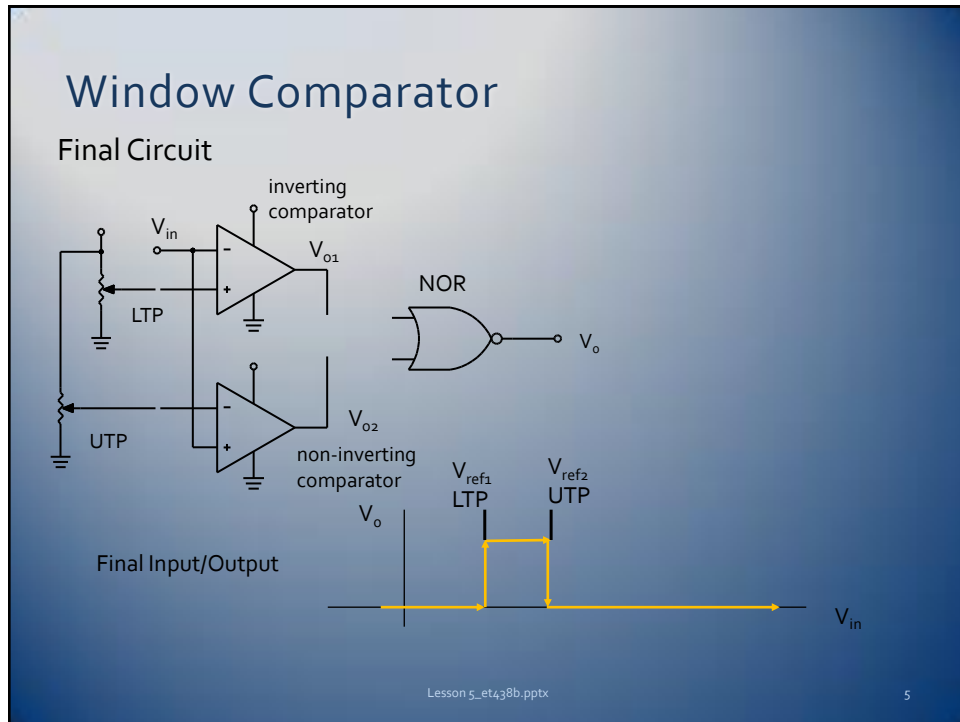 Window Comparator
Final Circuit
inverting
comparator
Vin
Vo1
−
+
LTP
NOR
Vo
−
+
UTP
Vo2
non-inverting
comparator
Vref1
LTP
Vref2
UTP
Vo
Final Input/Output
Vin
Lesson 5_et438b.pptx
5